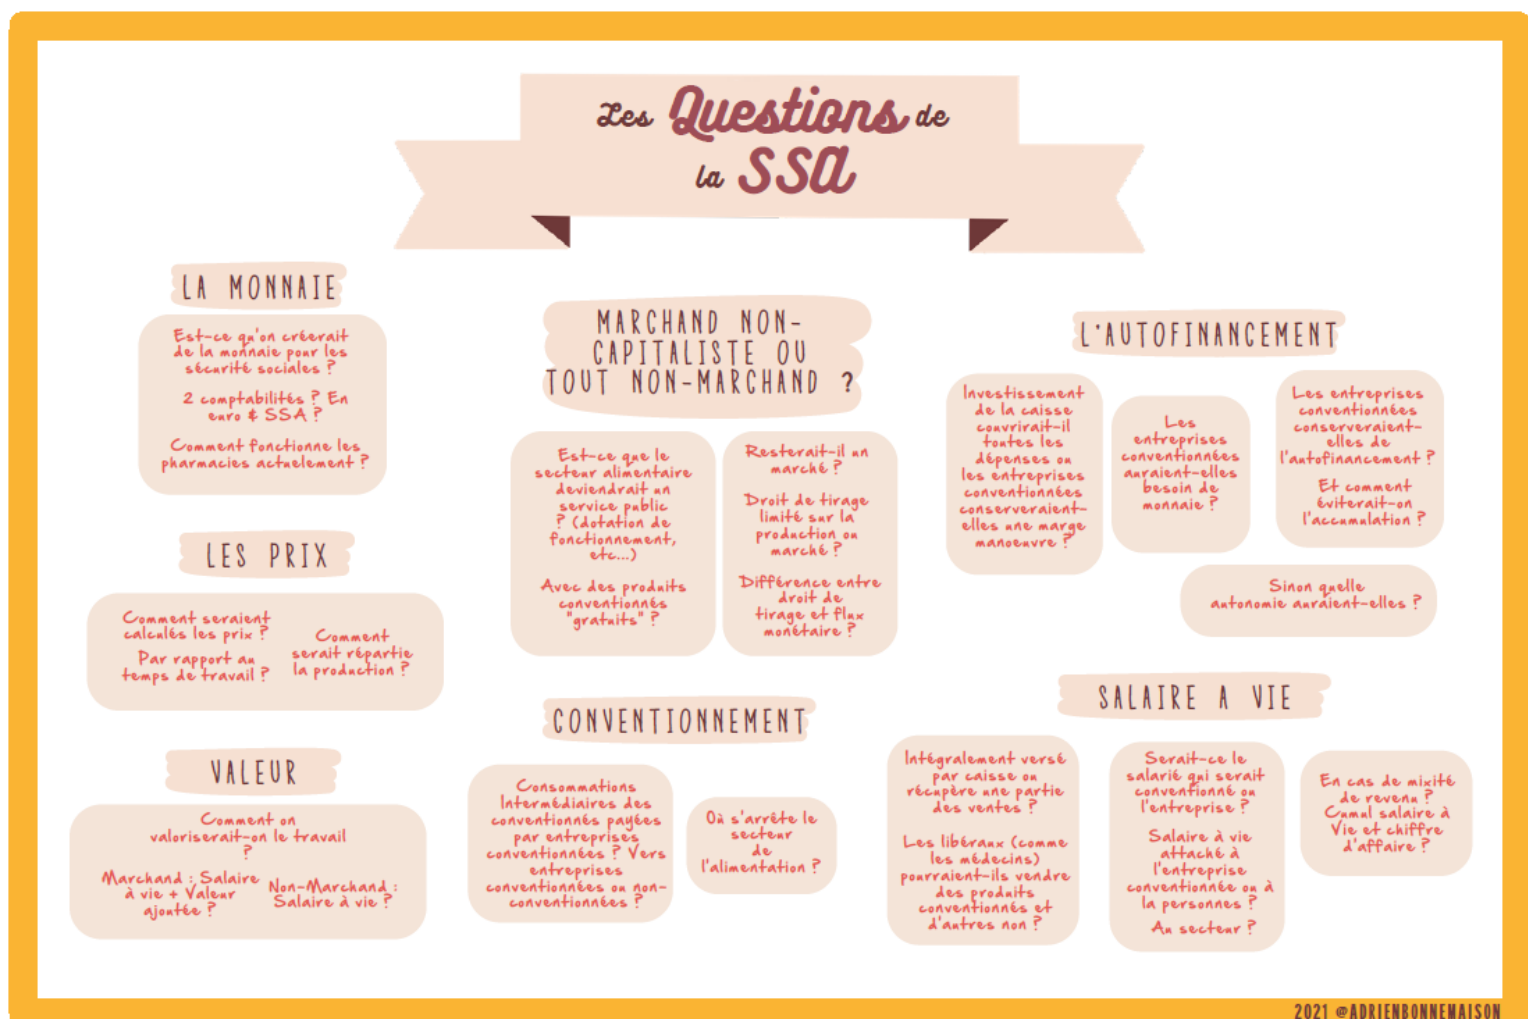 Les Questions de
la SSA
LA MONNAIE
Est-ce qu'on créerait
de la monnaie pour les
sécurité sociales ?
2 comptabilités ? En
euro & SSA ?
Comment fonctionne les
pharmacies actuelement ?
LES PRIX
Comment seraient
calculés les prix ?
Par rapport au
temps de travail ?
Comment
serait répartie
la production ?
VALEUR
Comment on
valoriserait-on le travail
?
Marchand : Salaire
à vie + Valeur
ajoutée ?
Non-Marchand :
Salaire à vie ?
MARCHAND NON-
CAPITALISTE OU
TOUT NON-MARCHAND ?
Est-ce que le
secteur alimentaire
deviendrait un
service public
? (dotation de
fonctionnement,
etc...)
Avec des produits
conventionnés
"gratuits" ?
Resterait-il un
marché ?
Droit de tirage
limité sur la
production ou
marché ?
Différence entre
droit de
tirage et flux
monétaire ?
CONVENTIONNEMENT
Consommations
Intermédiaires des
conventionnés payées
par entreprises
conventionnées ? Vers
entreprises
conventionnées ou non-
conventionnées ?
Où s'arrête le
secteur
de
l'alimentation ?
L'AUTOFINANCEMENT
Investissement
de la caisse
couvrirait-il
toutes les
dépenses ou
les entreprises
conventionnées
conserveraient-
elles une marge
manoeuvre ?
Les
entreprises
conventionnées
auraient-elles
besoin de
monnaie ?
Les entreprises
conventionnées
conserveraient-
elles de
l'autofinancement ?
Et comment
éviterait-on
l'accumulation ?
Sinon quelle
autonomie auraient-elles ?
SALAIRE A VIE
Intégralement versé
par caisse ou
récupère une partie
des ventes ?
Les libéraux (comme
les médecins)
pourraient-ils vendre
des produits
conventionnés et
d'autres non ?
Serait-ce le
salarié qui serait
conventionné ou
l'entreprise ?
Salaire à vie
attaché à
l'entreprise
conventionnée ou à
la personnes ?
Au secteur ?
En cas de mixité
de revenu ?
Cumul salaire à
Vie et chiffre
d'affaire ?
2021 @ADRIENBONNEMAISON